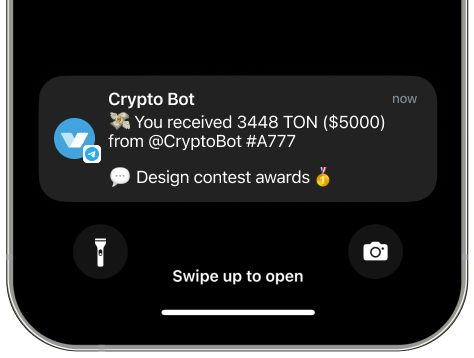 Crypto Bot
now
💸 You received 3448 TON ($5000)
from @CryptoBot #A777
💬 Design contest awards 🏅
Swipe up to open